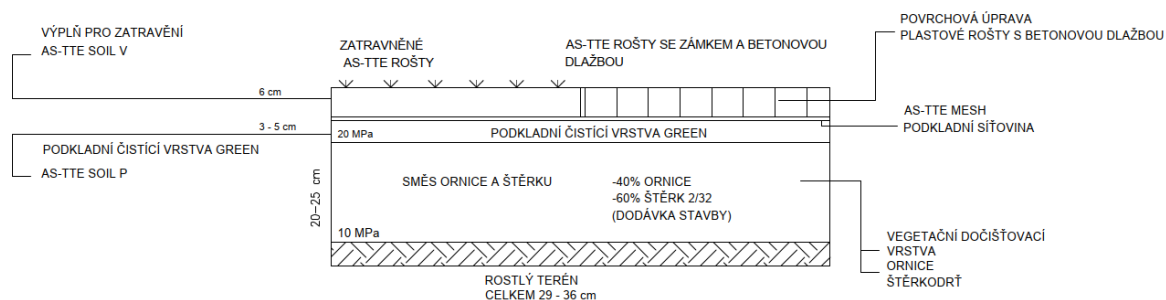 VÝPLŇ PRO ZATRAVĚNÍ
AS-TTE SOIL V
ZATRAVNĚNÉ
AS-TTE ROŠTY
AS-TTE ROŠTY SE ZÁMKEM A BETONOVOU
DLAŽBOU
POVRCHOVÁ ÚPRAVA
PLASTOVÉ ROŠTY S BETONOVOU DLAŽBOU
6 cm
AS-TTE MESH
PODKLADNÍ SÍŤOVINA
3 - 5 cm
20 MPa
PODKLADNÍ ČISTÍCÍ VRSTVA GREEN
PODKLADNÍ ČISTÍCÍ VRSTVA GREEN
AS-TTE SOIL P
20–25 cm
SMĚS ORNICE A ŠTĚRKU
-40% ORNICE
-60% ŠTĚRK 2/32
(DODÁVKA STAVBY)
10 MPa
VEGETAČNÍ DOČIŠŤOVACÍ
VRSTVA
ORNICE
ŠTĚRKODRŤ
ROSTLÝ TERÉN
CELKEM 29 - 36 cm